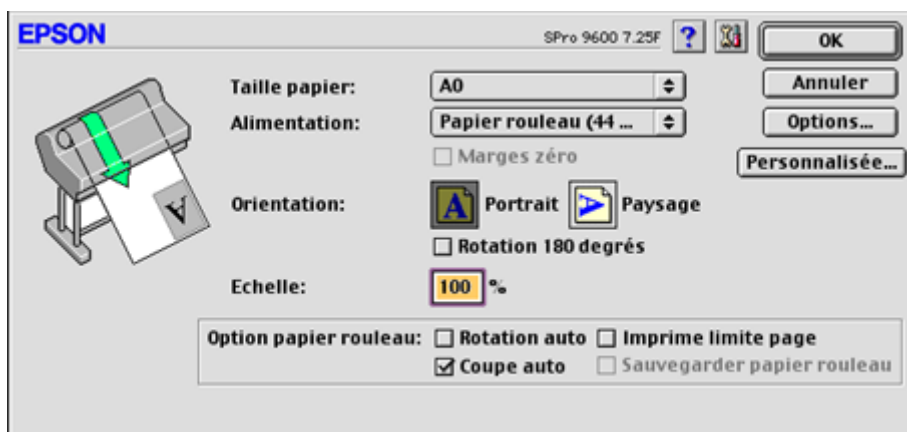 EPSON SPro 9600 7.25F ? OK
Taille papier: A0 Annuler
Alimentation: Papier rouleau (44 ... Options...
Marges zéro Personnalisée...
Orientation: A Portrait A Paysage
Rotation 180 degrés
Echelle: 100 %
Option papier rouleau: Rotation auto Imprime limite page
Coupe auto Sauvegarder papier rouleau
A